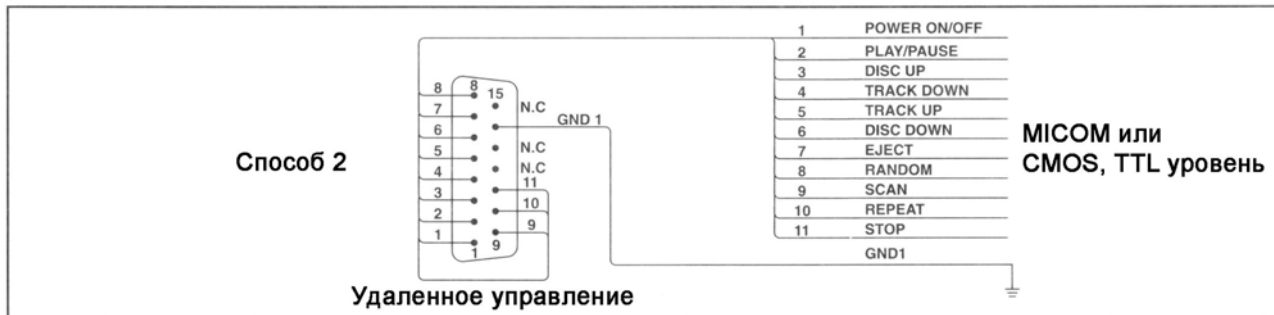 Способ 2
8 8 15 N.C
7 GND 1
6 N.C
5 N.C
4 11
3 10
2 9
1 1 9
Удаленное управление
1 POWER ON/OFF
2 PLAY/PAUSE
3 DISC UP
4 TRACK DOWN
5 TRACK UP
6 DISC DOWN
7 EJECT
8 RANDOM
9 SCAN
10 REPEAT
11 STOP
GND1
MICOM или
CMOS, TTL уровень